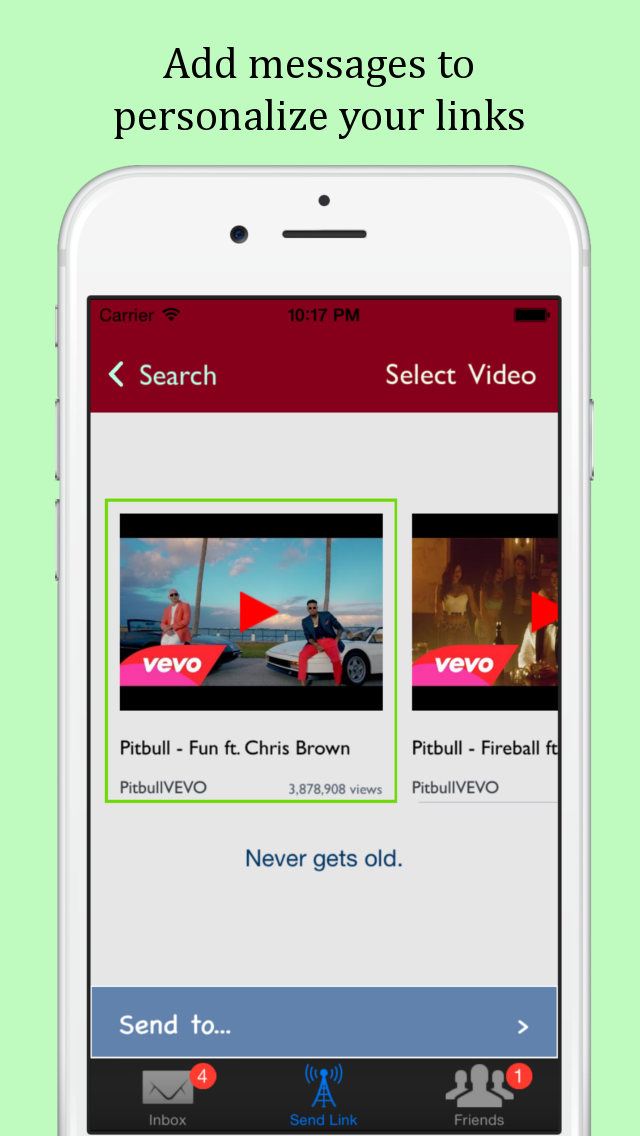 Add messages to
personalize your links
Carrier 10:17 PM
Search Select Video
vevo vevo
Pitbull - Fun ft. Chris Brown Pitbull - Fireball ft
PitbullVEVO 3,878,908 views PitbullVEVO
Never gets old.
Send to...
4 1
Inbox Send Link Friends